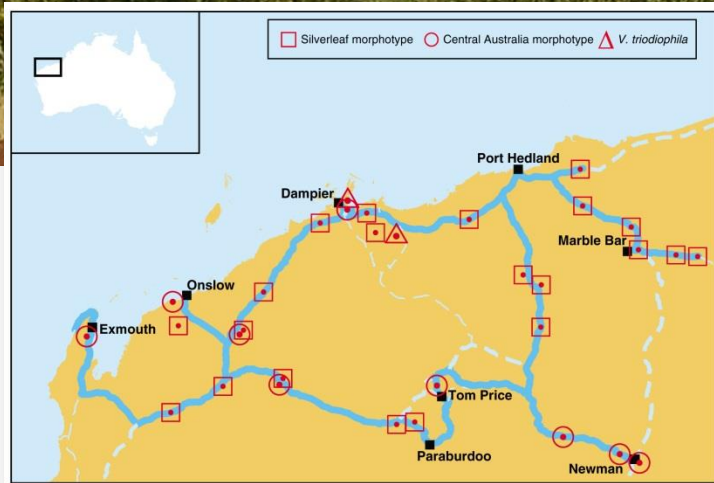 Silverleaf morphotype Central Australia morphotype V. triodiophila
Port Hedland
Dampier
Marble Bar
Onslow
Exmouth
Tom Price
Paraburdoo
Newman